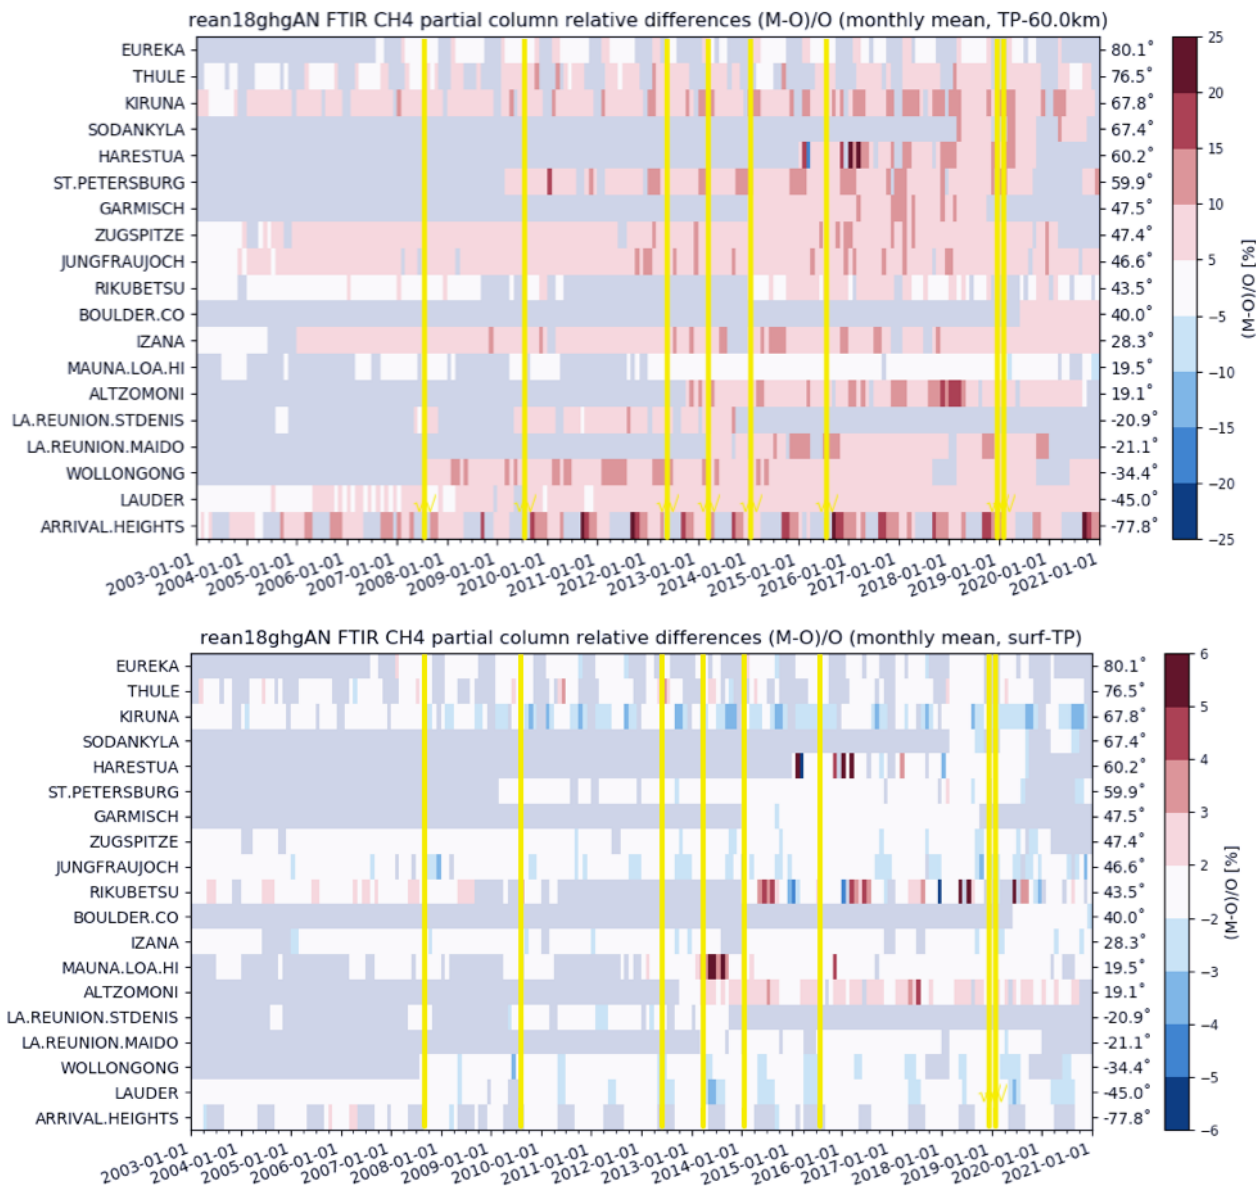 rean18ghgAN FTIR CH4 partial column relative differences (M-O)/O (monthly mean, TP-60.0km)
EUREKA 80.1˚
THULE 76.5˚
KIRUNA 67.8˚
SODANKYLA 67.4˚
HARESTUA 60.2˚
ST.PETERSBURG 59.9˚
GARMISCH 47.5˚
ZUGSPITZE 47.4˚
JUNGFRAUJOCH 46.6˚
RIKUBETSU 43.5˚
BOULDER.CO 40.0˚
IZANA 28.3˚
MAUNA.LOA.HI 19.5˚
ALTZOMONI 19.1˚
LA.REUNION.STDENIS -20.9˚
LA.REUNION.MAIDO -21.1˚
WOLLONGONG -34.4˚
LAUDER -45.0˚
ARRIVAL.HEIGHTS -77.8˚
2003-01-01 2004-01-01 2005-01-01 2006-01-01 2007-01-01 2008-01-01 2009-01-01 2010-01-01 2011-01-01 2012-01-01 2013-01-01 2014-01-01 2015-01-01 2016-01-01 2017-01-01 2018-01-01 2019-01-01 2020-01-01 2021-01-01
25
20
15
10
5
−5
−10
−15
−20
−25
(M-O)/O [%]
rean18ghgAN FTIR CH4 partial column relative differences (M-O)/O (monthly mean, surf-TP)
EUREKA 80.1˚
THULE 76.5˚
KIRUNA 67.8˚
SODANKYLA 67.4˚
HARESTUA 60.2˚
ST.PETERSBURG 59.9˚
GARMISCH 47.5˚
ZUGSPITZE 47.4˚
JUNGFRAUJOCH 46.6˚
RIKUBETSU 43.5˚
BOULDER.CO 40.0˚
IZANA 28.3˚
MAUNA.LOA.HI 19.5˚
ALTZOMONI 19.1˚
LA.REUNION.STDENIS -20.9˚
LA.REUNION.MAIDO -21.1˚
WOLLONGONG -34.4˚
LAUDER -45.0˚
ARRIVAL.HEIGHTS -77.8˚
2003-01-01 2004-01-01 2005-01-01 2006-01-01 2007-01-01 2008-01-01 2009-01-01 2010-01-01 2011-01-01 2012-01-01 2013-01-01 2014-01-01 2015-01-01 2016-01-01 2017-01-01 2018-01-01 2019-01-01 2020-01-01 2021-01-01
6
5
4
3
2
−2
−3
−4
−5
−6
(M-O)/O [%]